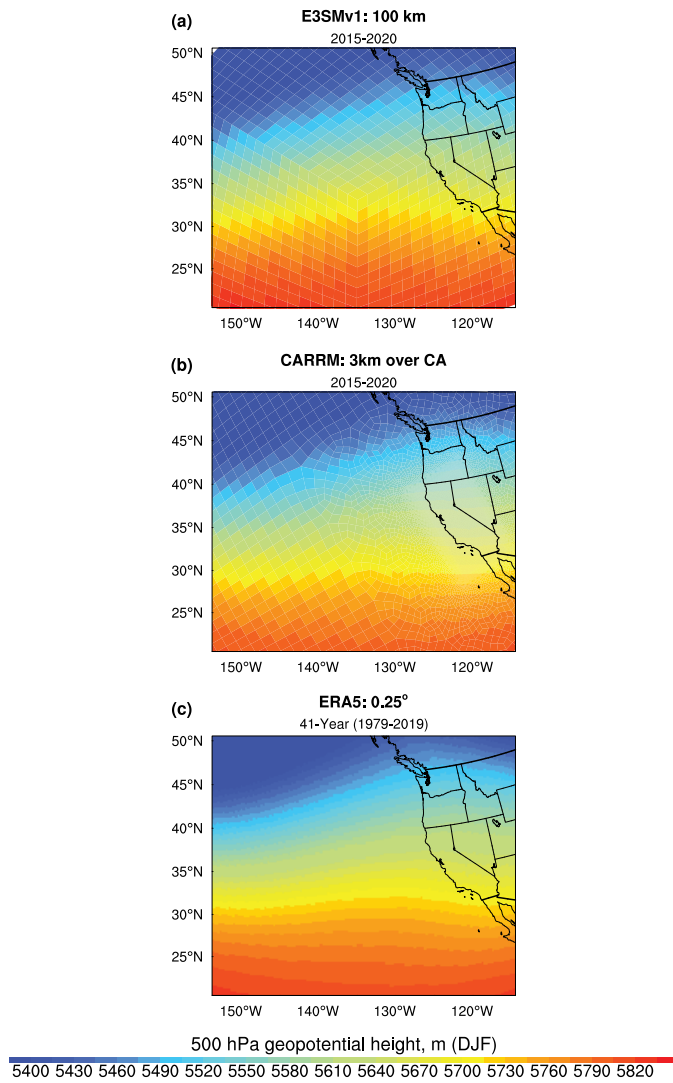 (a) E3SMv1: 100 km
2015-2020
50°N
45°N
40°N
35°N
30°N
25°N
150°W 140°W 130°W 120°W
(b) CARRM: 3km over CA
2015-2020
50°N
45°N
40°N
35°N
30°N
25°N
150°W 140°W 130°W 120°W
(c) ERA5: 0.25°
41-Year (1979-2019)
50°N
45°N
40°N
35°N
30°N
25°N
150°W 140°W 130°W 120°W
500 hPa geopotential height, m (DJF)
5400 5430 5460 5490 5520 5550 5580 5610 5640 5670 5700 5730 5760 5790 5820